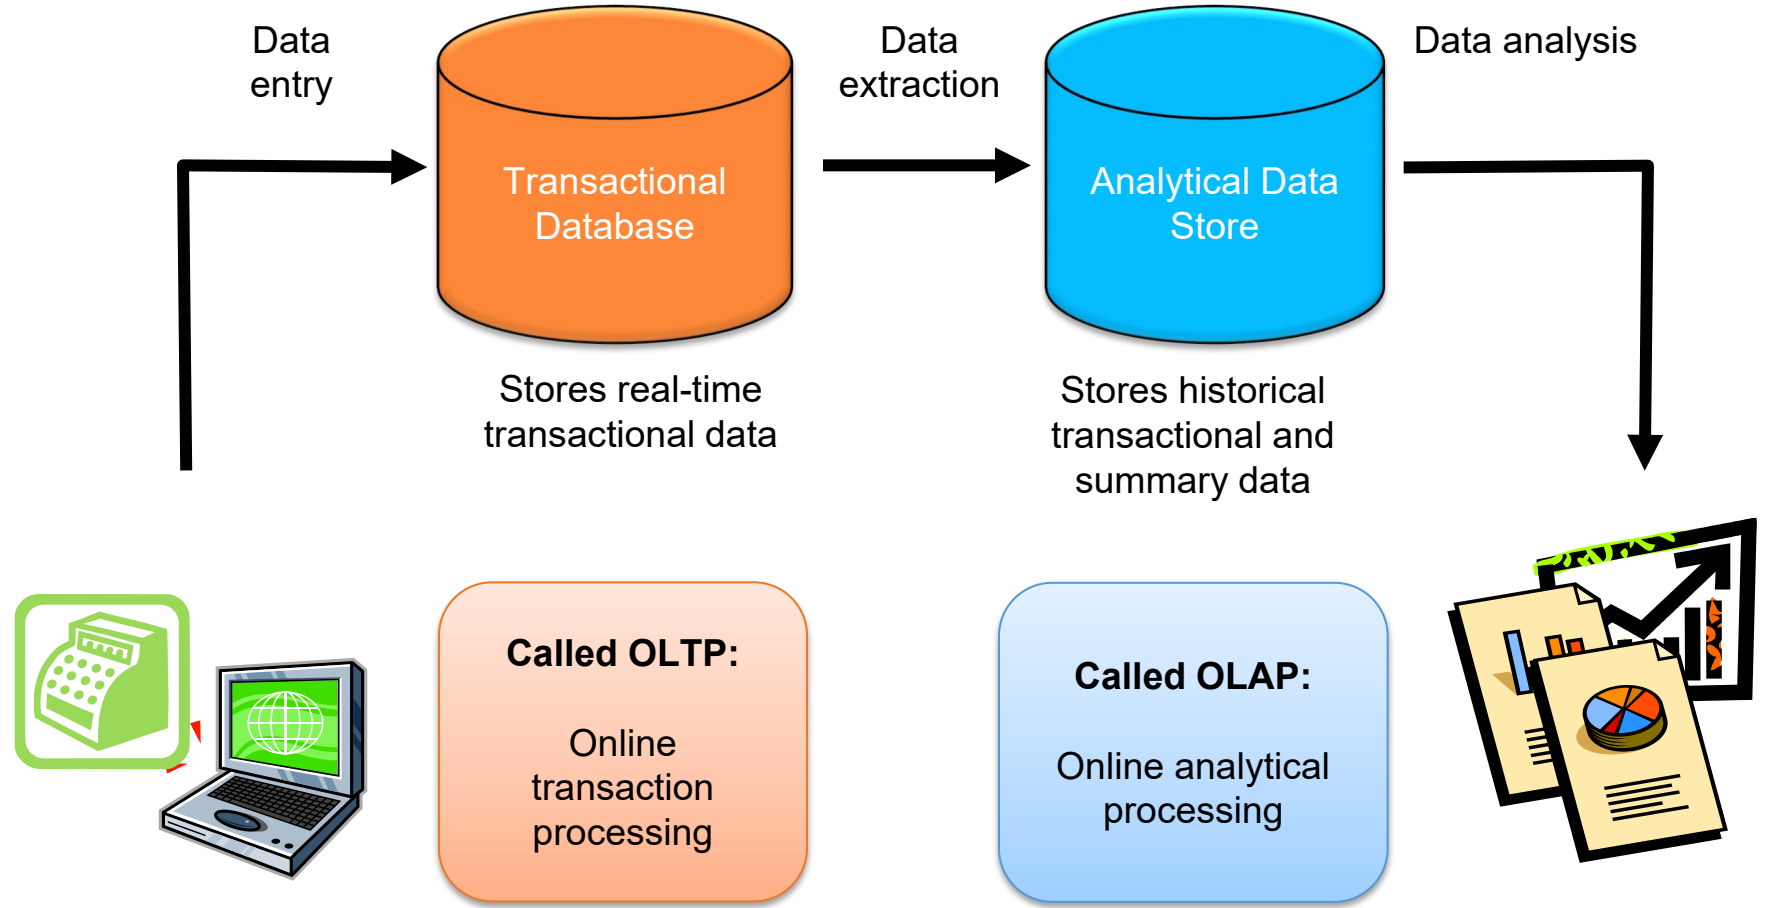 Data
entry
Data
extraction
Data analysis
Transactional
Database
Analytical Data
Store
Stores real-time
transactional data
Stores historical
transactional and
summary data
Called OLTP:
Online
transaction
processing
Called OLAP:
Online analytical
processing